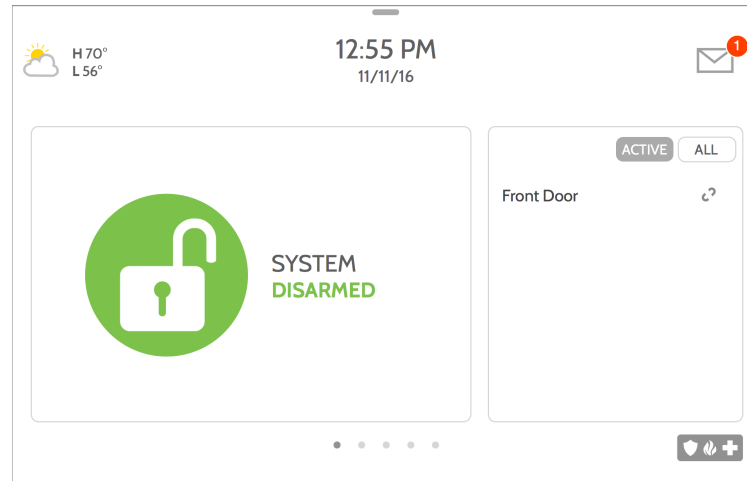 H 70°
L 56°
12:55 PM
11/11/16
1
ACTIVE ALL
Front Door
SYSTEM
DISARMED